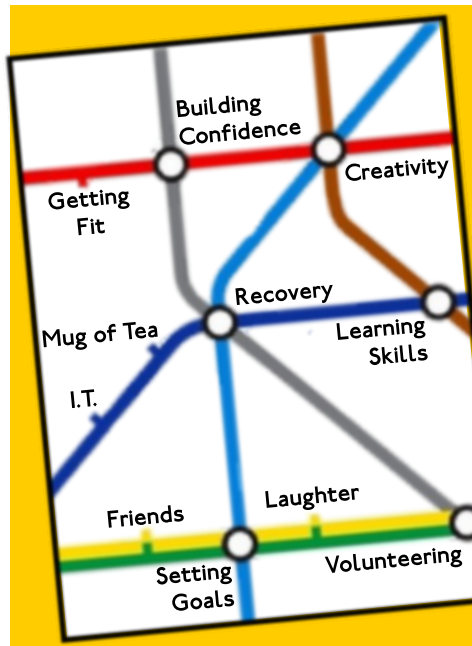 Building
Confidence
Creativity
Getting
Fit
Recovery
Mug of Tea
Learning
Skills
I.T.
Friends
Laughter
Setting
Goals
Volunteering